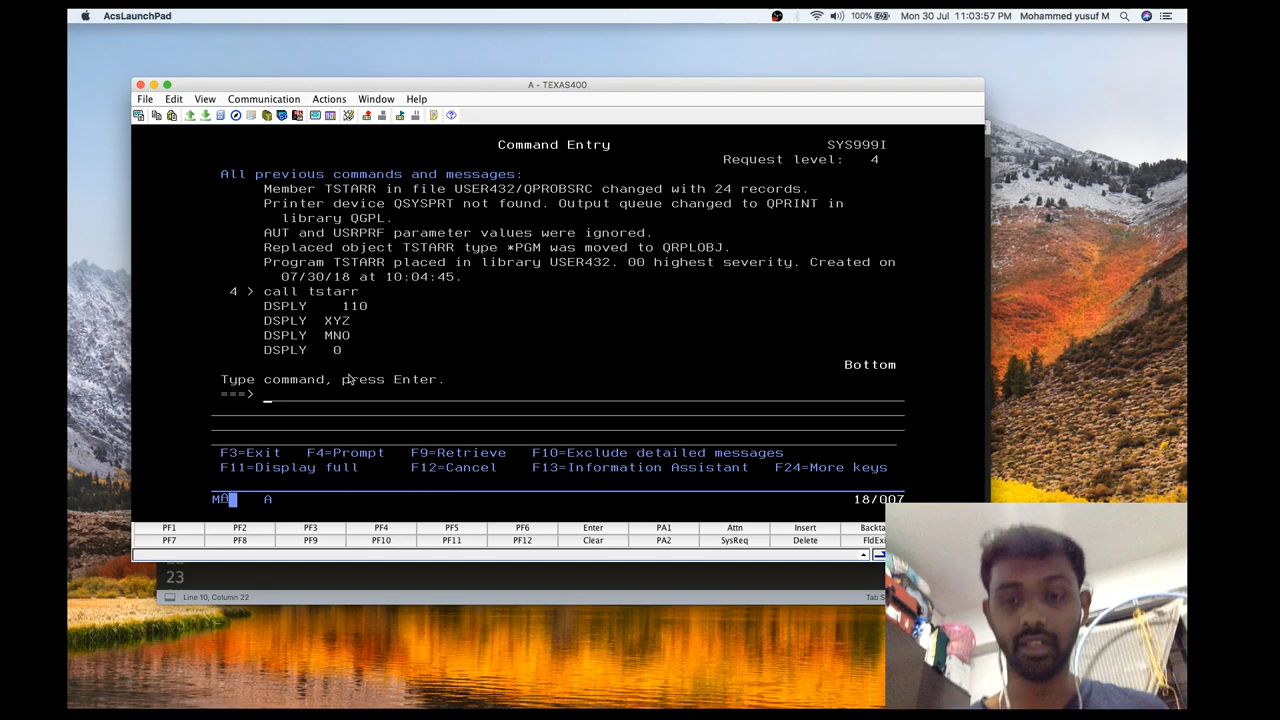 AcsLaunchPad
100% Mon 30 Jul 11:03:57 PM Mohammed yusuf M
A - TEXAS400
File Edit View Communication Actions Window Help
Command Entry SYS999I
Request level: 4
All previous commands and messages:
Member TSTARR in file USER432/QPROBSRC changed with 24 records.
Printer device QSYSPRT not found. Output queue changed to QPRINT in
library QGPL.
AUT and USRPRF parameter values were ignored.
Replaced object TSTARR type *PGM was moved to QRPLOBJ.
Program TSTARR placed in library USER432. 00 highest severity. Created on
07/30/18 at 10:04:45.
4 > call tstarr
DSPLY 110
DSPLY XYZ
DSPLY MNO
DSPLY 0
Bottom
Type command, press Enter.
===>
F3=Exit F4=Prompt F9=Retrieve F10=Exclude detailed messages
F11=Display full F12=Cancel F13=Information Assistant F24=More keys
MA A 18/007
PF1 PF2 PF3 PF4 PF5 PF6 Enter PA1 Attn Insert Backta
PF7 PF8 PF9 PF10 PF11 PF12 Clear PA2 SysReq Delete FldEx
23
Line 10, Column 22 Tab S